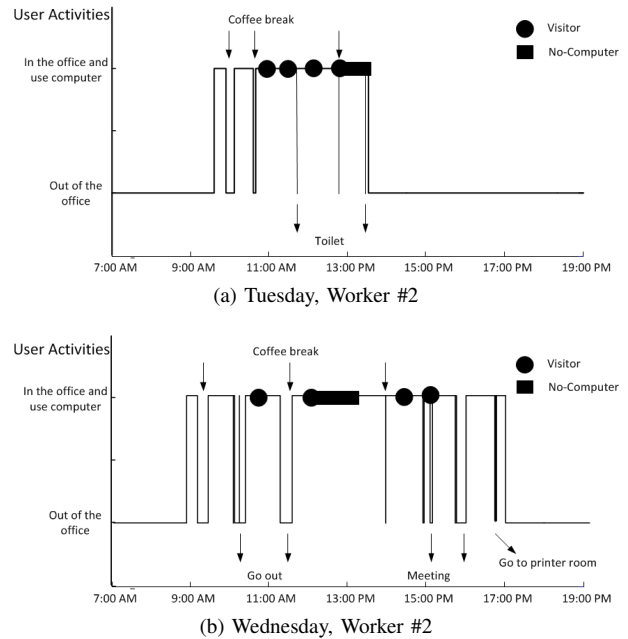 User Activities
Coffee break
Visitor
No-Computer
In the office and
use computer
Out of the
office
Toilet
7:00 AM 9:00 AM 11:00 AM 13:00 PM 15:00 PM 17:00 PM 19:00 PM
(a) Tuesday, Worker #2
User Activities
Coffee break
Visitor
No-Computer
In the office and
use computer
Out of the
office
Go out
Meeting
Go to printer room
7:00 AM 9:00 AM 11:00 AM 13:00 PM 15:00 PM 17:00 PM 19:00 PM
(b) Wednesday, Worker #2